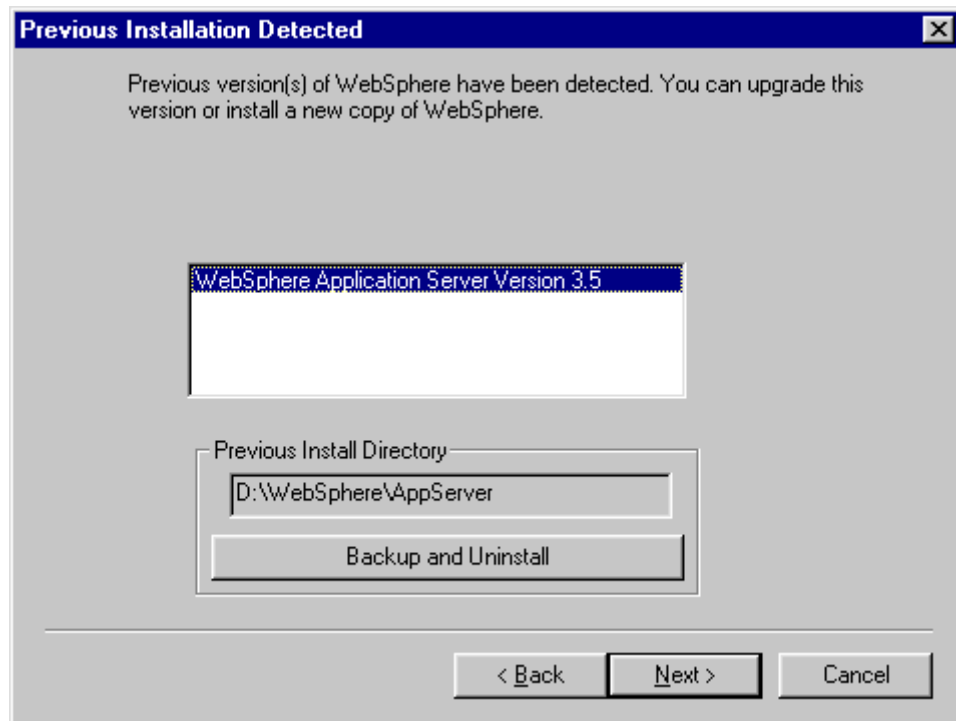 Previous Installation Detected
Previous version(s) of WebSphere have been detected. You can upgrade this
version or install a new copy of WebSphere.
WebSphere Application Server Version 3.5
Previous Install Directory
D:\WebSphere\AppServer
Backup and Uninstall
< Back Next > Cancel